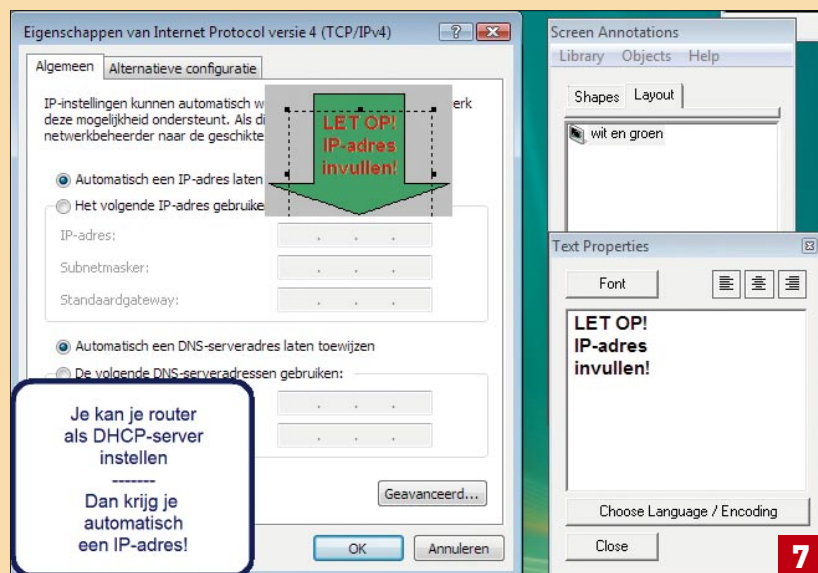 Eigenschappen van Internet Protocol versie 4 (TCP/IPv4)
Algemeen
Alternatieve configuratie
IP-instellingen kunnen automatisch
erk
deze mogelijkheid ondersteunt. Als
netwerkbeheerder naar de geschikte
LET OP!
IP-adres
invullen!
Automatisch een IP-adres laten
Het volgende IP-adres
IP-adres:
Subnetmasker:
Standaardgateway:
Automatisch een DNS-serveradres laten toewijzen
De volgende DNS-serveradressen gebruiken:
Je kan je router
als DHCP-server
instellen
-------
Dan krijg je
automatisch
een IP-adres!
Geavanceerd...
OK
Annuleren
Screen Annotations
Library Objects Help
Shapes
Layout
wit en groen
Text Properties
Font
LET OP!
IP-adres
invullen!
Choose Language / Encoding
Close
7